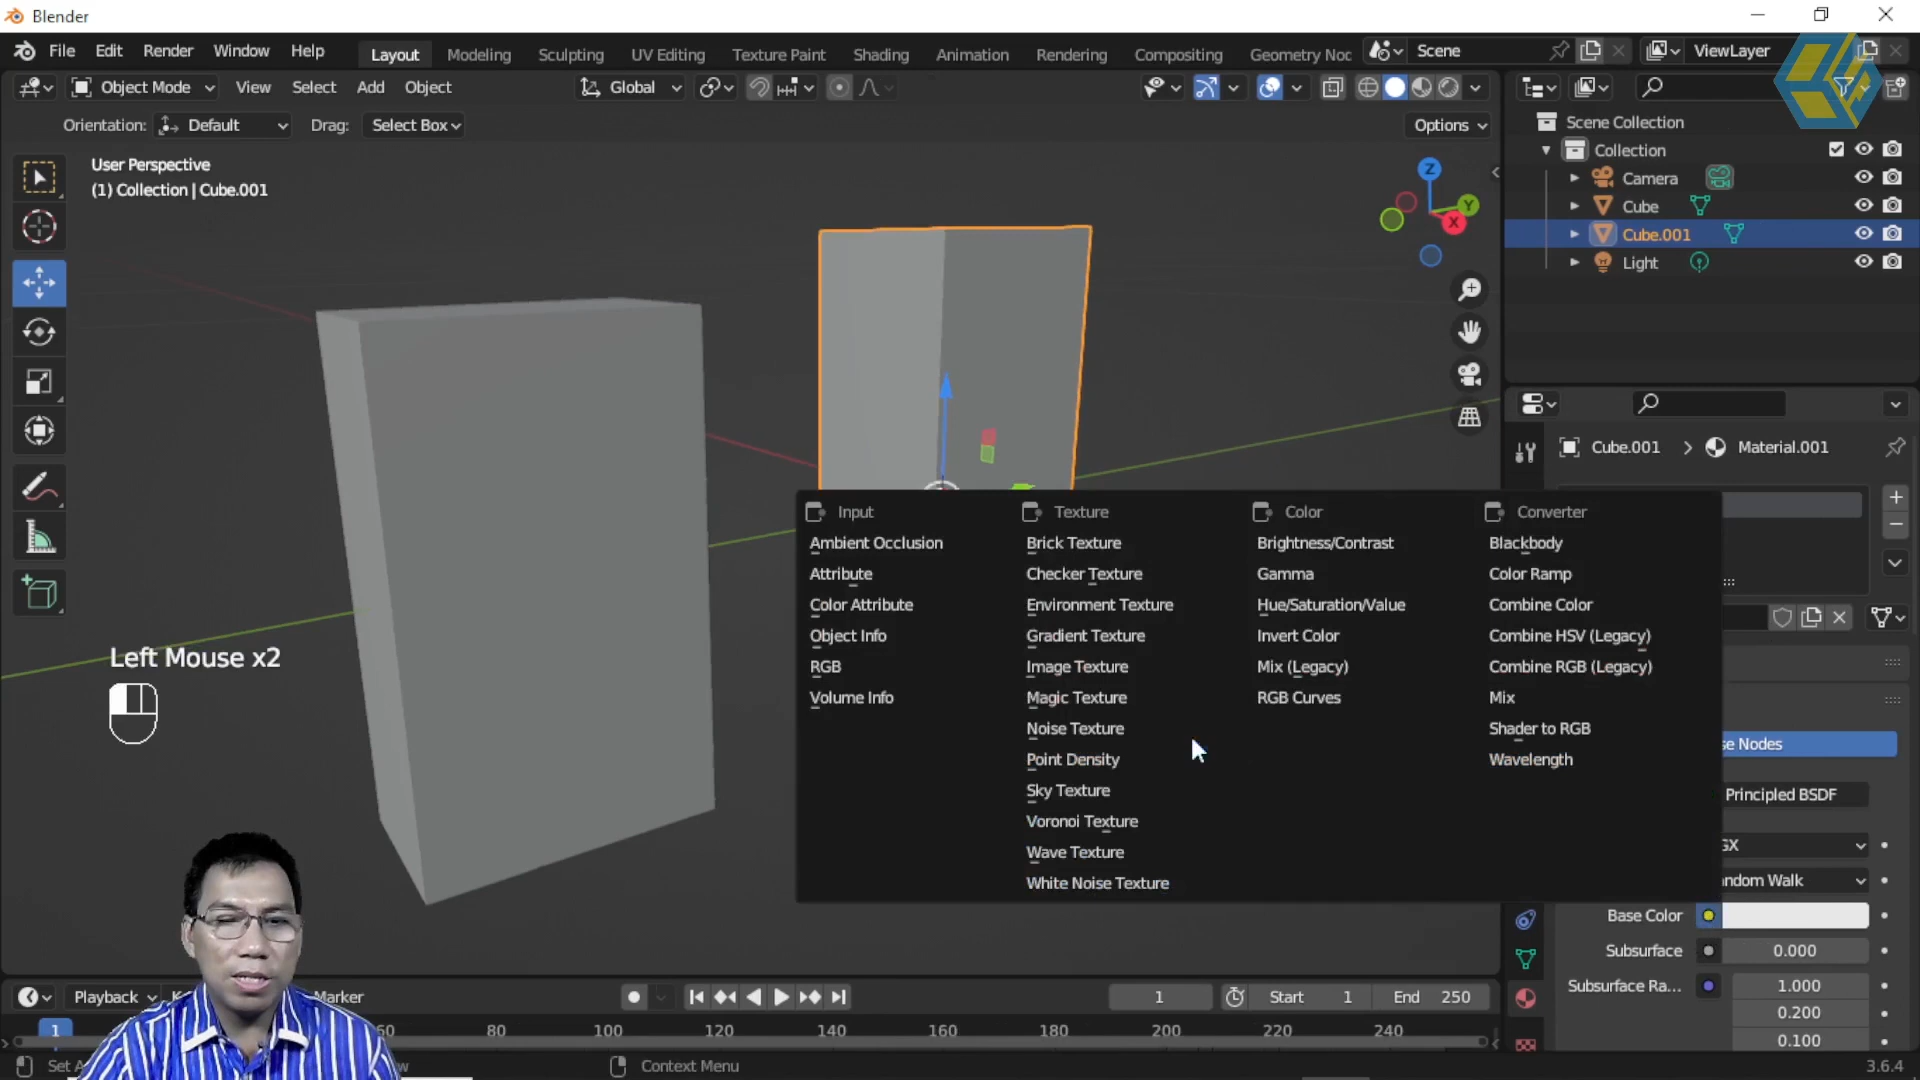 Blender
File Edit Render Window Help
Layout Modeling Sculpting UV Editing Texture Paint Shading Animation Rendering Compositing Geometry Noc
Scene
ViewLayer
Object Mode View Select Add Object
Global
Orientation: Default Drag: Select Box
Options
User Perspective
(1) Collection | Cube.001
Z
Y
X
Scene Collection
Collection
Camera
Cube
Cube.001
Light
Cube.001 > Material.001
Left Mouse x2
Input
Ambient Occlusion
Attribute
Color Attribute
Object Info
RGB
Volume Info
Texture
Brick Texture
Checker Texture
Environment Texture
Gradient Texture
Image Texture
Magic Texture
Noise Texture
Point Density
Sky Texture
Voronoi Texture
Wave Texture
White Noise Texture
Color
Brightness/Contrast
Gamma
Hue/Saturation/Value
Invert Color
Mix (Legacy)
RGB Curves
Converter
Blackbody
Color Ramp
Combine Color
Combine HSV (Legacy)
Combine RGB (Legacy)
Mix
Shader to RGB
Wavelength
se Nodes
Principled BSDF
GX
ndom Walk
Base Color
Subsurface 0.000
Subsurface Ra... 1.000
0.200
0.100
Playback K Marker
1 Start 1 End 250
1 60 80 100 120 140 160 180 200 220 240
Set A w Context Menu
3.6.4